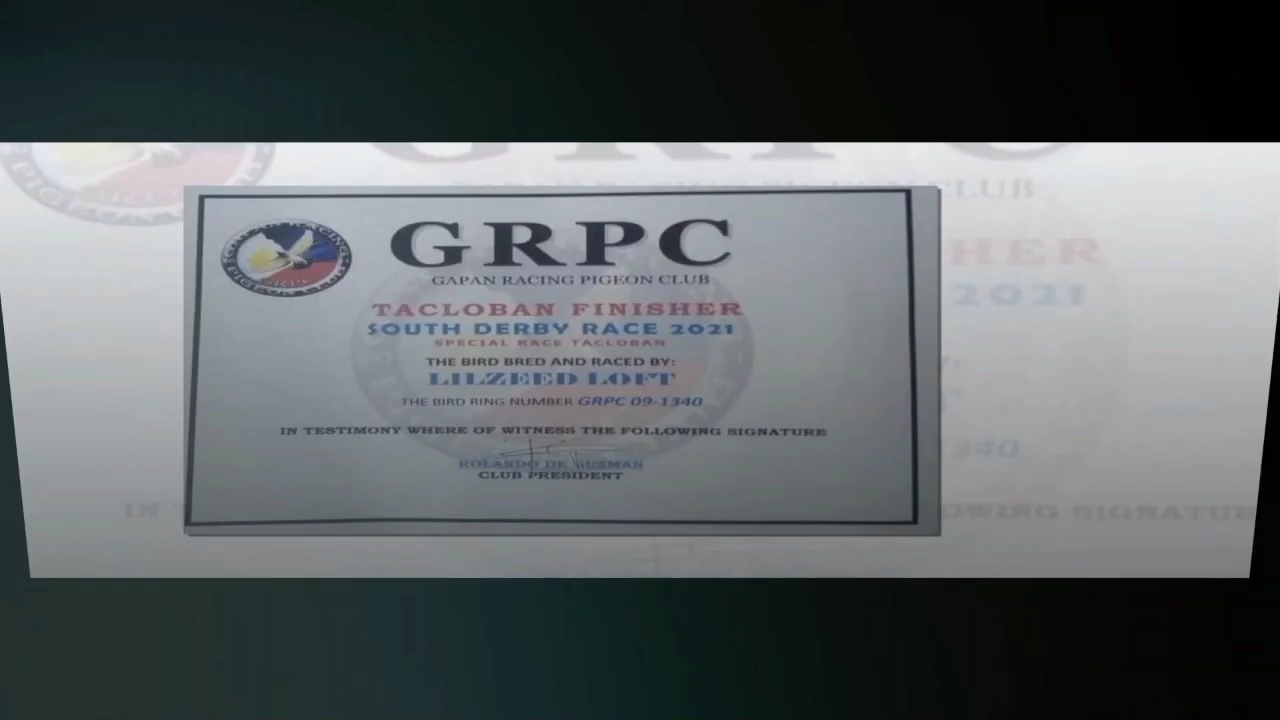 GRPC
GAPAN RACING PIGEON CLUB
TACLOBAN FINISHER
SOUTH DERBY RACE 2021
SPECIAL RACE TACLOBAN
THE BIRD BRED AND RACED BY:
LILZEED LOFT
THE BIRD RING NUMBER GRPC 09-1340
IN TESTIMONY WHERE OF WITNESS THE FOLLOWING SIGNATURE
ROLANDO DE GUZMAN
CLUB PRESIDENT